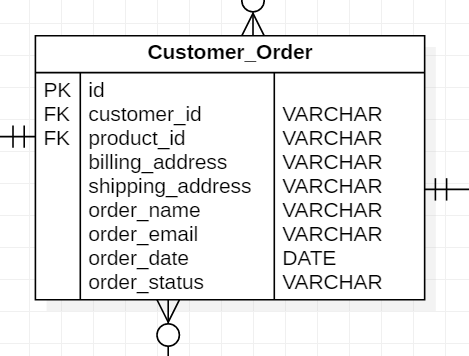 Customer_Order
PK id
FK customer_id VARCHAR
FK product_id VARCHAR
billing_address VARCHAR
shipping_address VARCHAR
order_name VARCHAR
order_email VARCHAR
order_date DATE
order_status VARCHAR